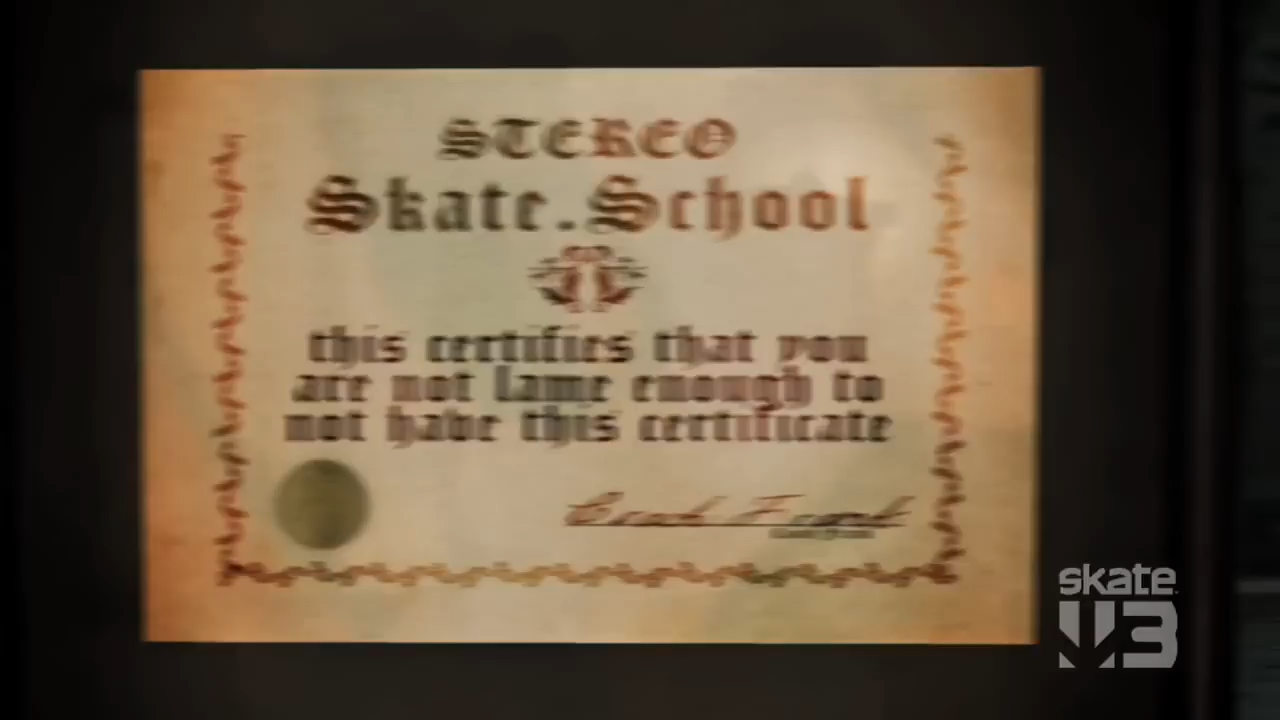 STEREO
Skate.School
this certifies that you
are not lame enough to
not have this certificate
skate.
3